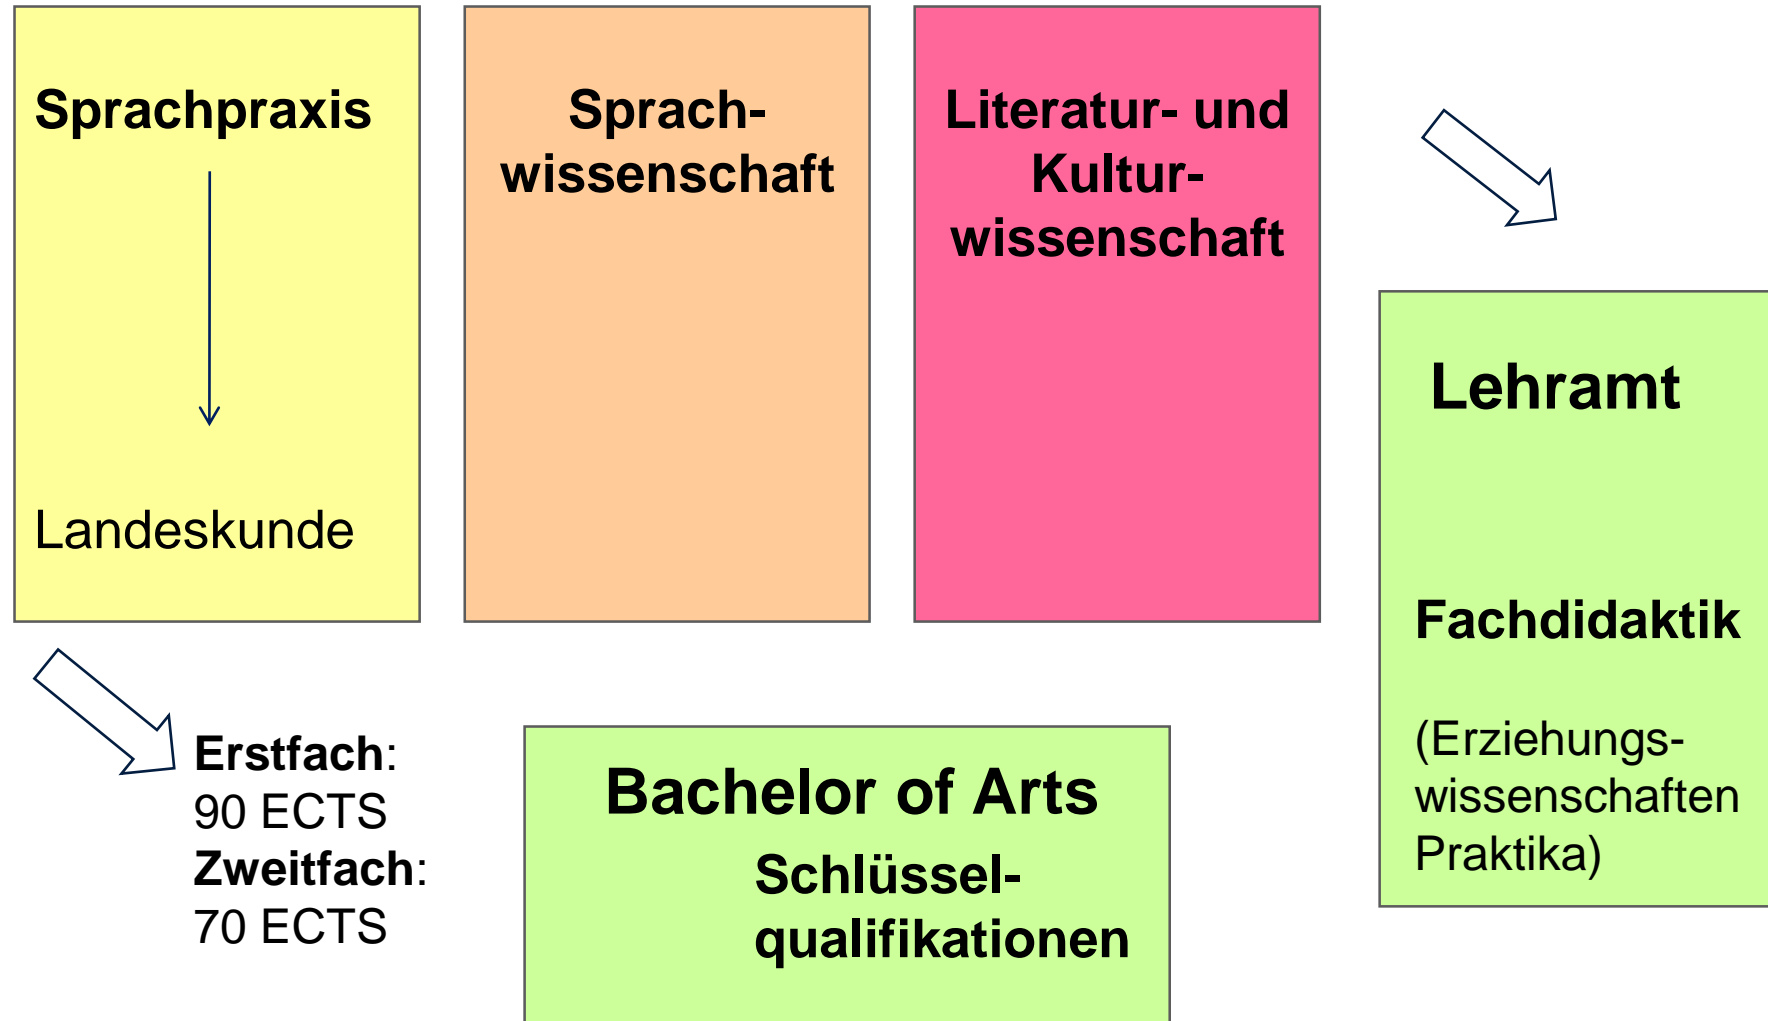 Sprachpraxis
Landeskunde
Sprach-
wissenschaft
Literatur- und
Kultur-
wissenschaft
Lehramt
Fachdidaktik
(Erziehungs-
wissenschaften
Praktika)
Erstfach:
90 ECTS
Zweitfach:
70 ECTS
Bachelor of Arts
Schlüssel-
qualifikationen